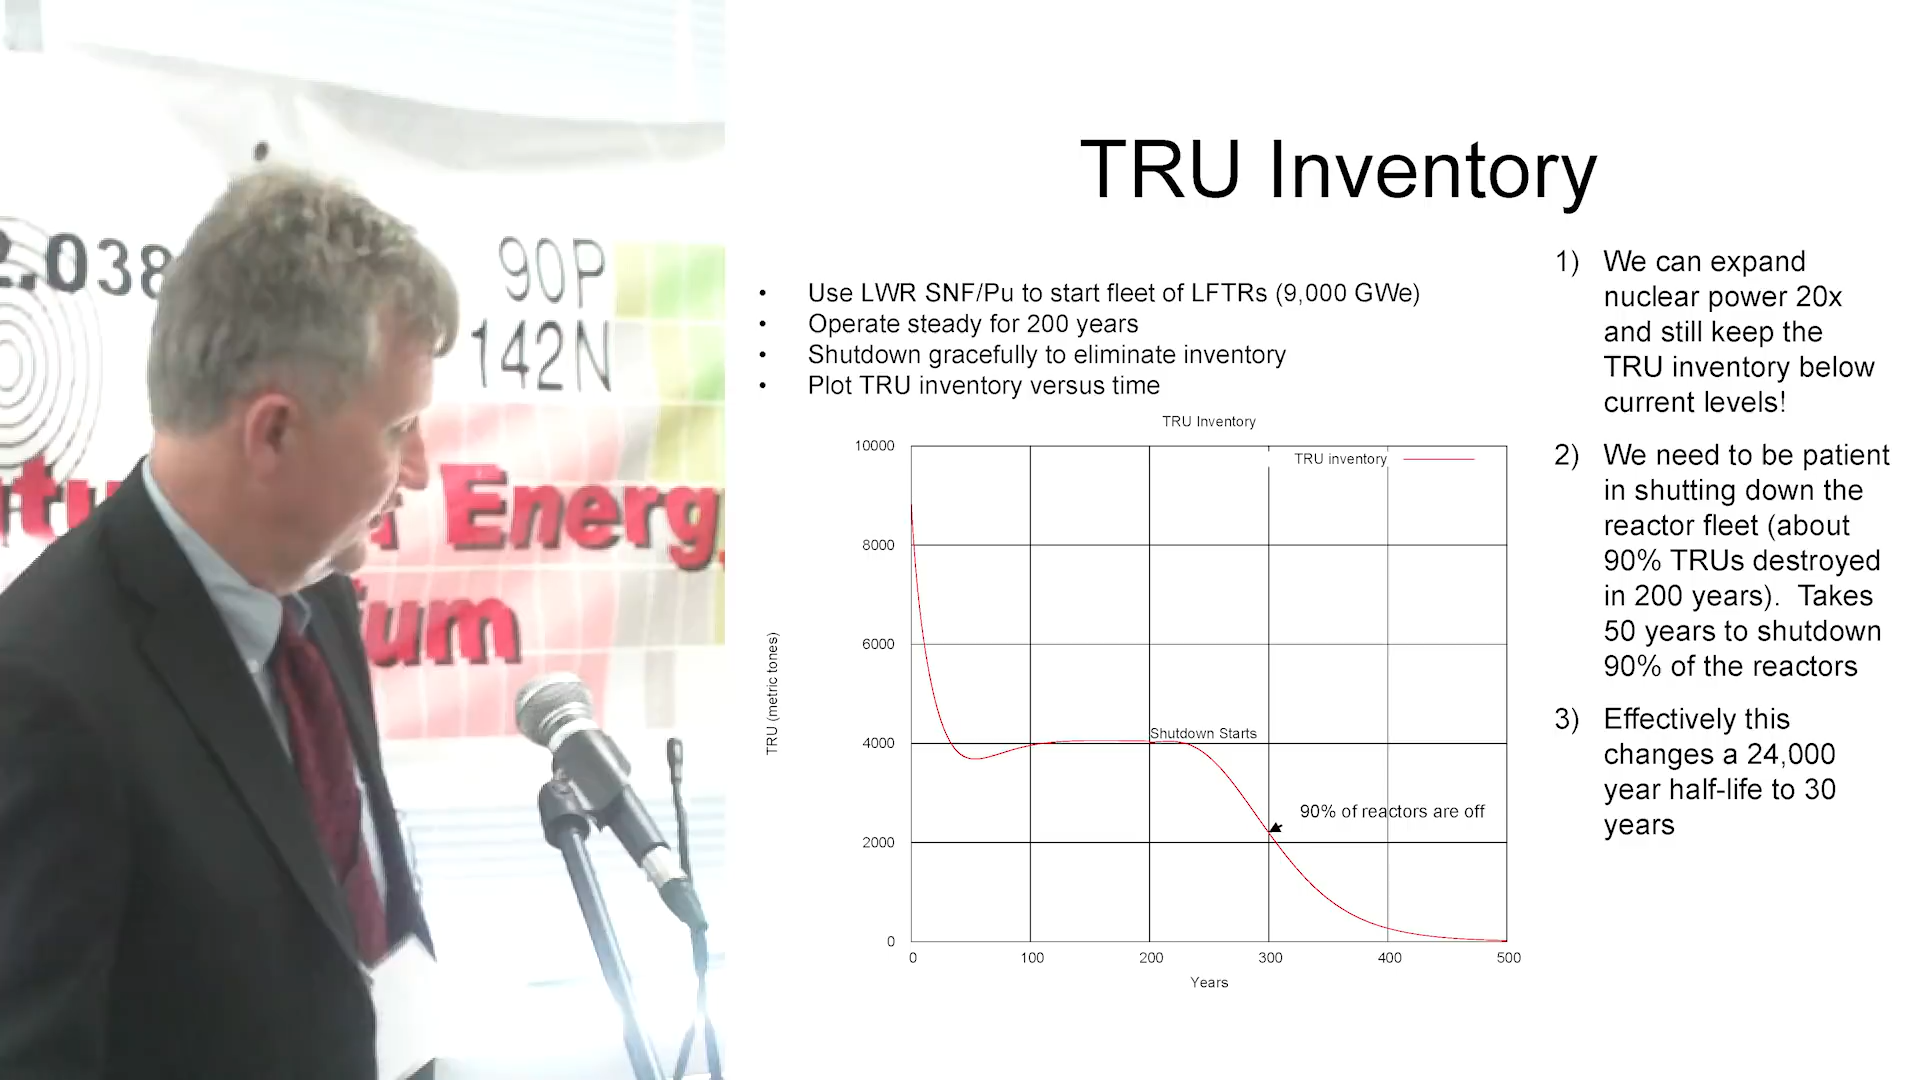 2.038
90P
142N
Energy
TRU Inventory
• Use LWR SNF/Pu to start fleet of LFTRs (9,000 GWe)
• Operate steady for 200 years
• Shutdown gracefully to eliminate inventory
• Plot TRU inventory versus time
TRU Inventory
TRU inventory
10000
8000
6000
4000
2000
0
TRU (metric tones)
Shutdown Starts
90% of reactors are off
0 100 200 300 400 500
Years
1) We can expand
nuclear power 20x
and still keep the
TRU inventory below
current levels!
2) We need to be patient
in shutting down the
reactor fleet (about
90% TRUs destroyed
in 200 years). Takes
50 years to shutdown
90% of the reactors
3) Effectively this
changes a 24,000
year half-life to 30
years